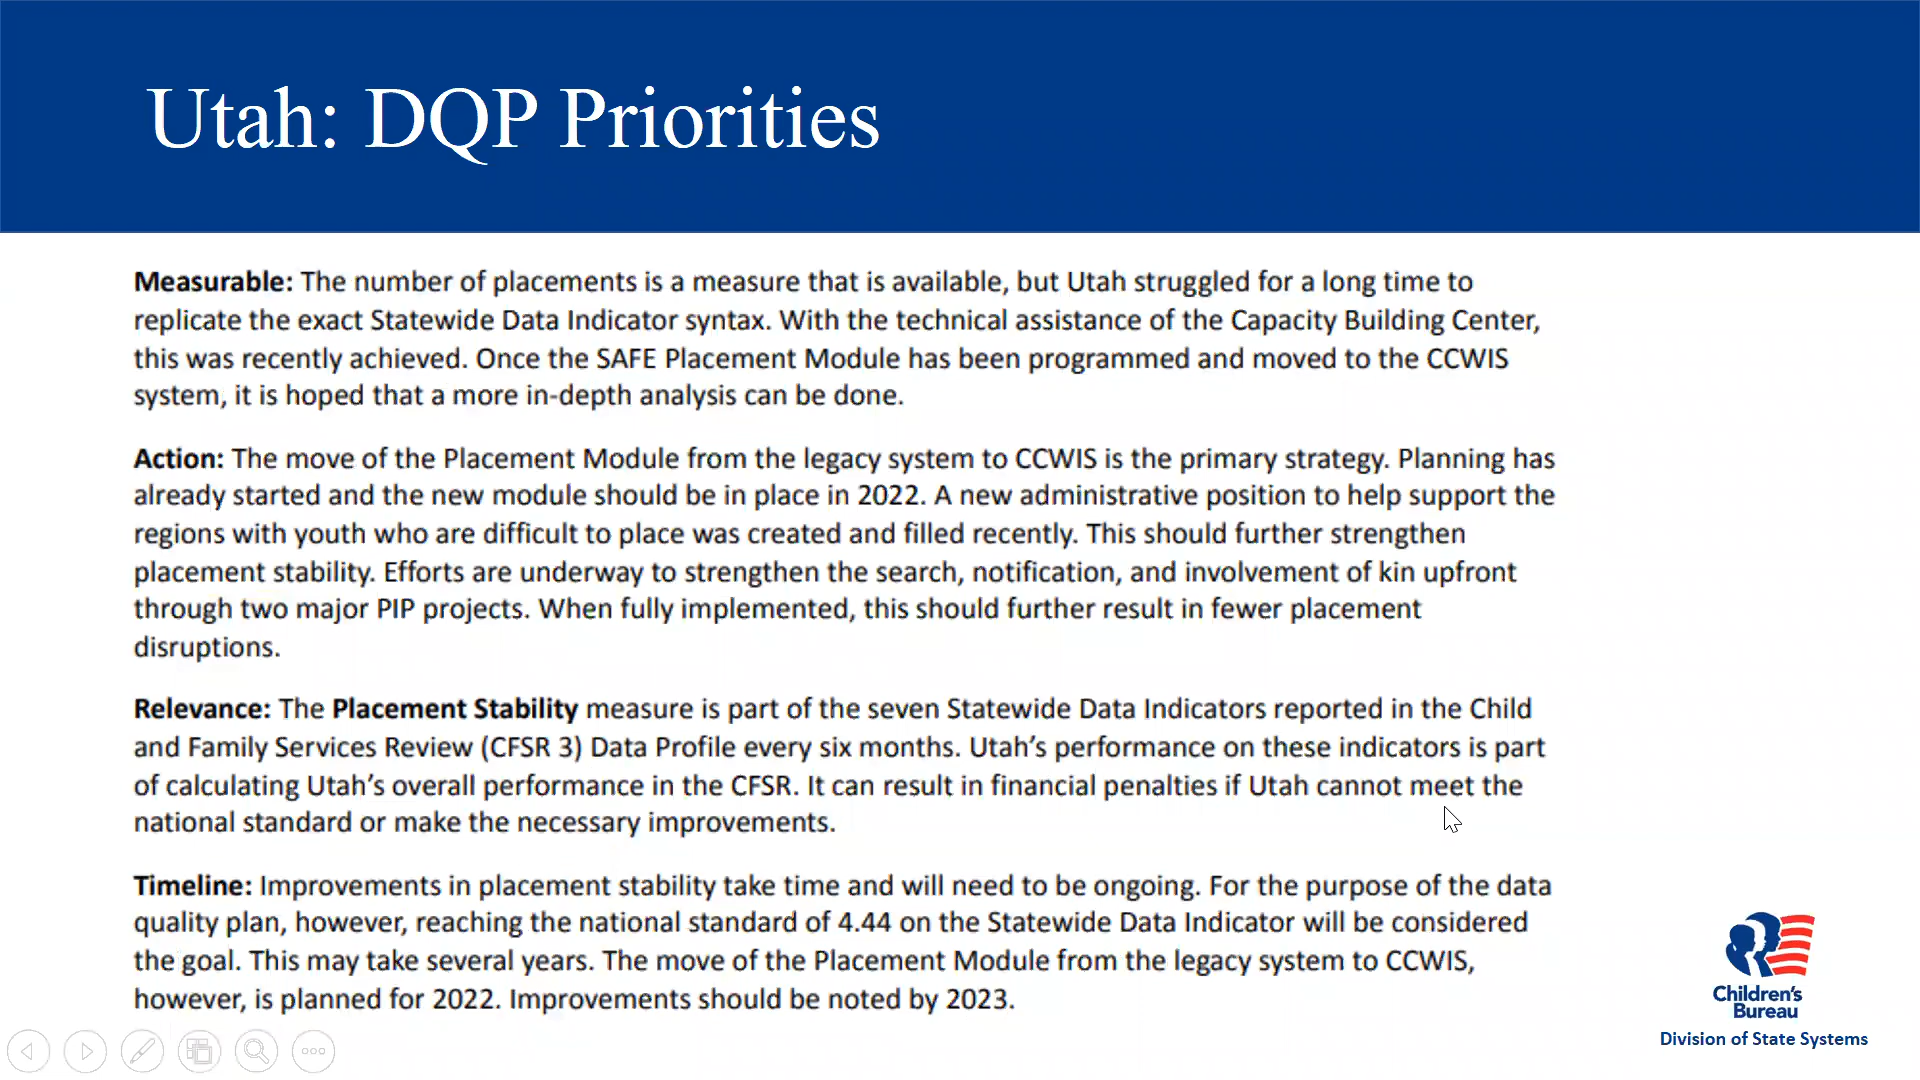 Utah: DQP Priorities
Measurable: The number of placements is a measure that is available, but Utah struggled for a long time to
replicate the exact Statewide Data Indicator syntax. With the technical assistance of the Capacity Building Center,
this was recently achieved. Once the SAFE Placement Module has been programmed and moved to the CCWIS
system, it is hoped that a more in-depth analysis can be done.
Action: The move of the Placement Module from the legacy system to CCWIS is the primary strategy. Planning has
already started and the new module should be in place in 2022. A new administrative position to help support the
regions with youth who are difficult to place was created and filled recently. This should further strengthen
placement stability. Efforts are underway to strengthen the search, notification, and involvement of kin upfront
through two major PIP projects. When fully implemented, this should further result in fewer placement
disruptions.
Relevance: The Placement Stability measure is part of the seven Statewide Data Indicators reported in the Child
and Family Services Review (CFSR 3) Data Profile every six months. Utah’s performance on these indicators is part
of calculating Utah’s overall performance in the CFSR. It can result in financial penalties if Utah cannot meet the
national standard or make the necessary improvements.
Timeline: Improvements in placement stability take time and will need to be ongoing. For the purpose of the data
quality plan, however, reaching the national standard of 4.44 on the Statewide Data Indicator will be considered
the goal. This may take several years. The move of the Placement Module from the legacy system to CCWIS,
however, is planned for 2022. Improvements should be noted by 2023.
Children's
Bureau
Division of State Systems